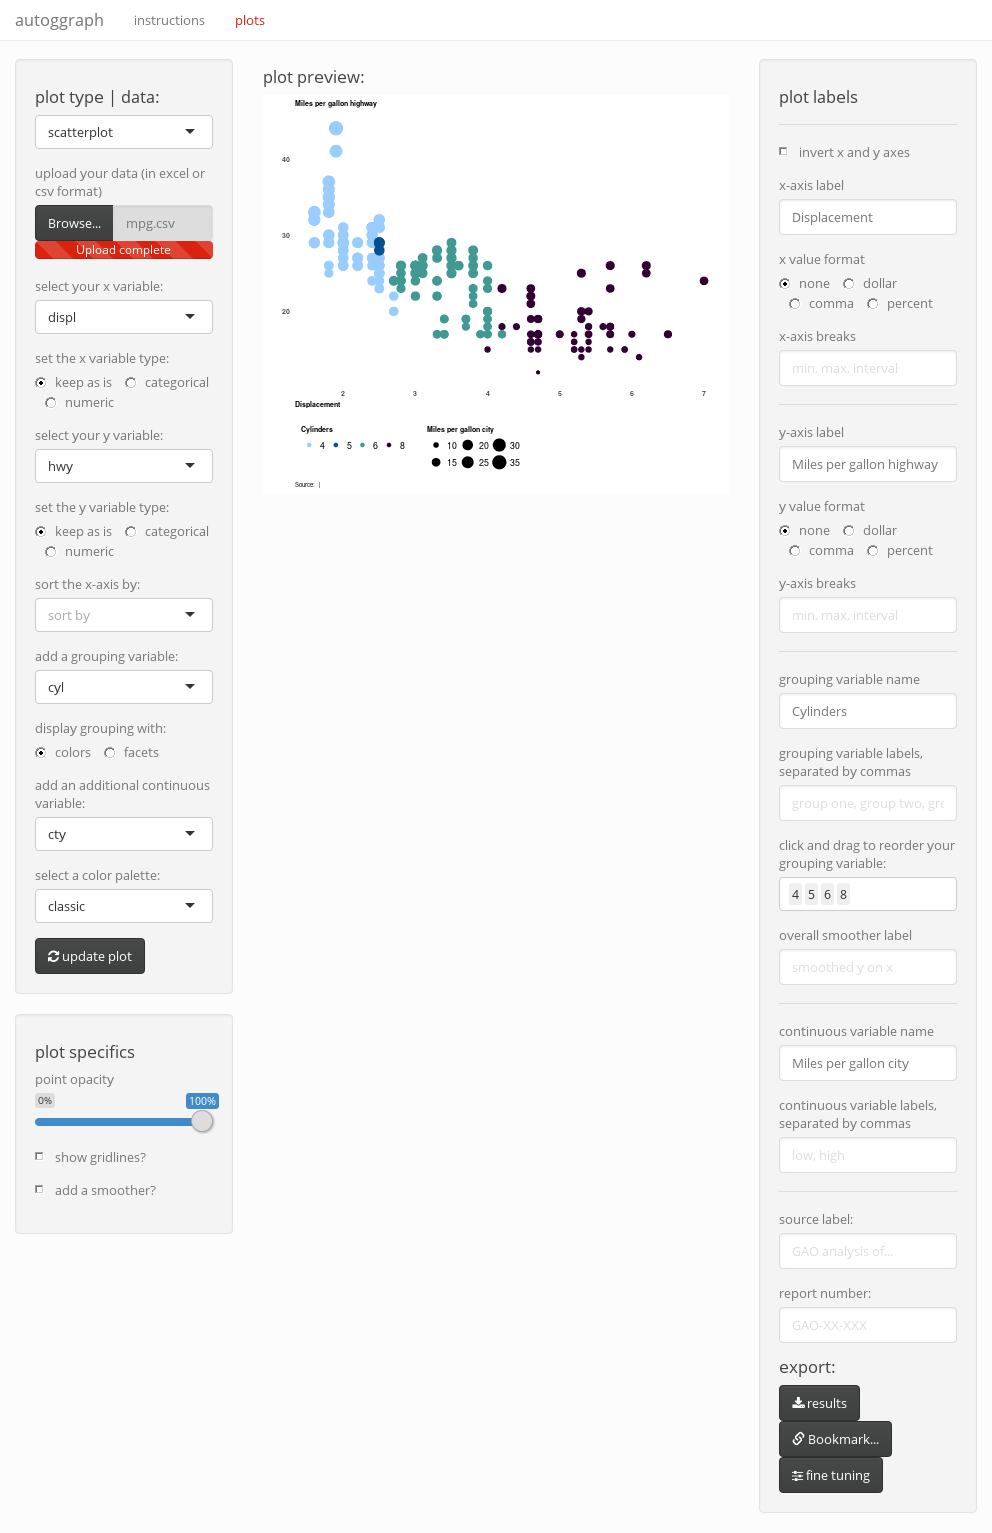 autoggraph instructions plots
plot type | data:
scatterplot
upload your data (in excel or
csv format)
Browse... mpg.csv
Upload complete
select your x variable:
displ
set the x variable type:
keep as is categorical
numeric
select your y variable:
hwy
set the y variable type:
keep as is categorical
numeric
sort the x-axis by:
sort by
add a grouping variable:
cyl
display grouping with:
colors facets
add an additional continuous
variable:
cty
select a color palette:
classic
update plot
plot specifics
point opacity
0% 100%
show gridlines?
add a smoother?
plot preview:
Miles per gallon highway
40
30
20
2 3 4 5 6 7
Displacement
Cylinders
4 5 6 8
Miles per gallon city
10 20 30
15 25 35
Source: |
plot labels
invert x and y axes
x-axis label
Displacement
x value format
none dollar
comma percent
x-axis breaks
min, max, interval
y-axis label
Miles per gallon highway
y value format
none dollar
comma percent
y-axis breaks
min, max, interval
grouping variable name
Cylinders
grouping variable labels,
separated by commas
group one, group two, gro
click and drag to reorder your
grouping variable:
4 5 6 8
overall smoother label
smoothed y on x
continuous variable name
Miles per gallon city
continuous variable labels,
separated by commas
low, high
source label:
GAO analysis of...
report number:
GAO-XX-XXX
export:
results
Bookmark...
fine tuning